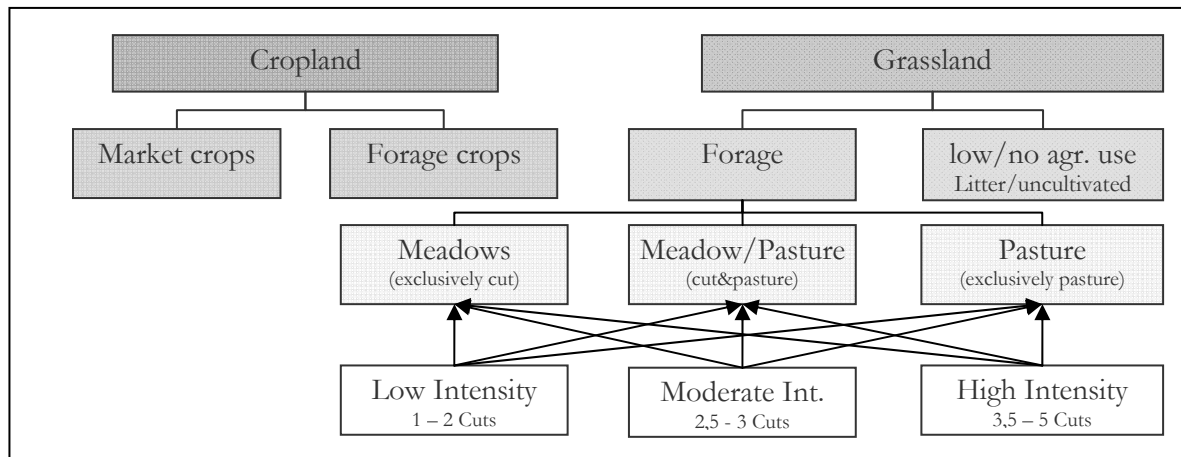 Cropland
Grassland
Market crops
Forage crops
Forage
low/no agr. use
Litter/uncultivated
Meadows
(exclusively cut)
Meadow/Pasture
(cut&pasture)
Pasture
(exclusively pasture)
Low Intensity
1 – 2 Cuts
Moderate Int.
2,5 - 3 Cuts
High Intensity
3,5 – 5 Cuts